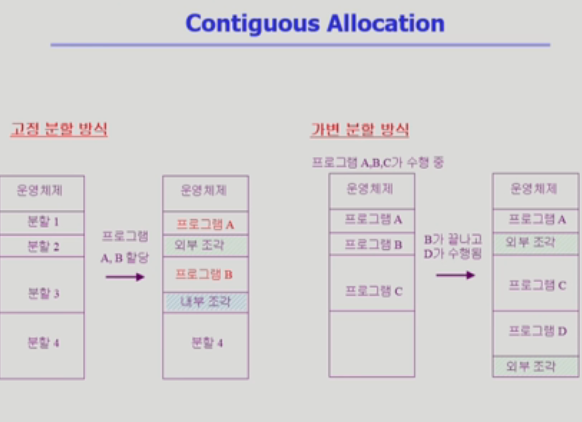 Contiguous Allocation
고정 분할 방식
운영체제
분할 1
분할 2
분할 3
분할 4
프로그램
A, B 할당
운영체제
프로그램 A
외부 조각
프로그램 B
내부 조각
분할 4
가변 분할 방식
프로그램 A,B,C가 수행 중
운영체제
프로그램 A
프로그램 B
프로그램 C
B가 끝나고
D가 수행됨
운영체제
프로그램 A
외부 조각
프로그램 C
프로그램 D
외부 조각